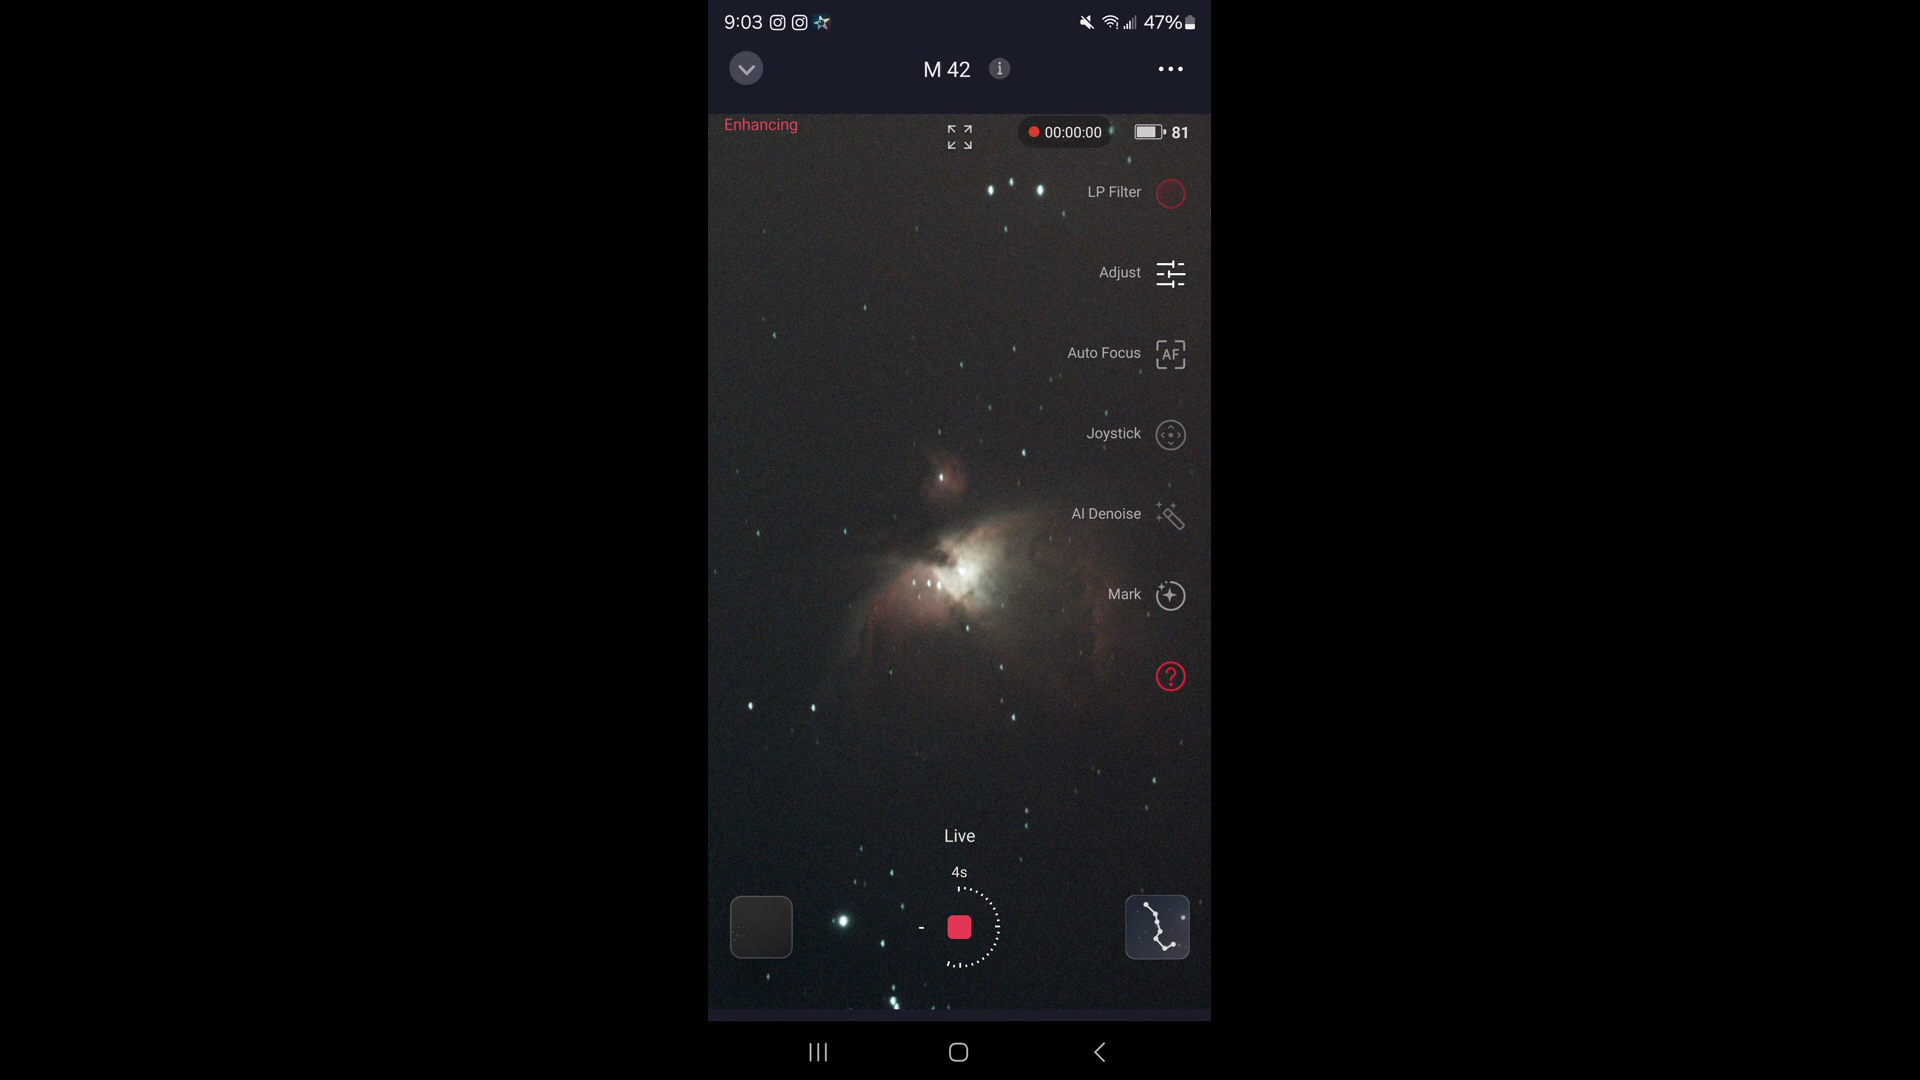 9:03
47%
M 42
Enhancing
00:00:00
81
LP Filter
Adjust
Auto Focus
AF
Joystick
AI Denoise
Mark
?
Live
4s